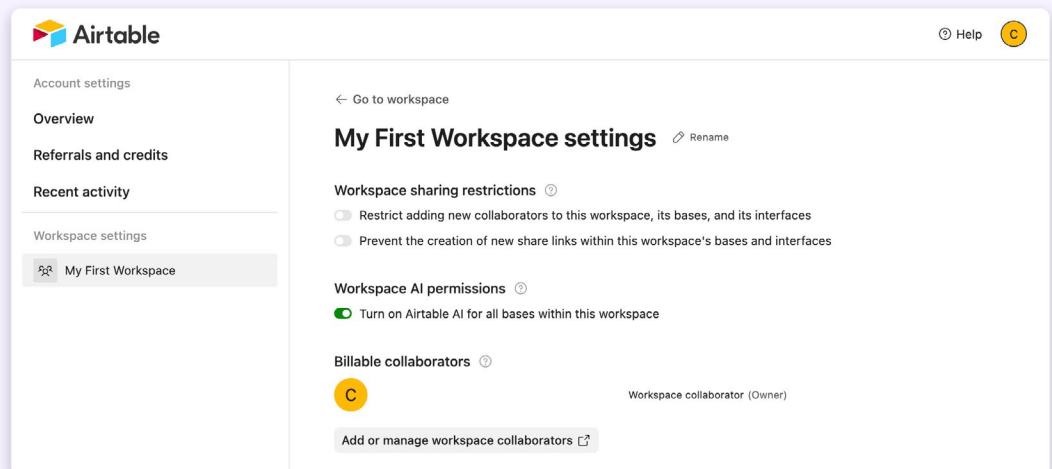 Airtable
Help
C
Account settings
Overview
Referrals and credits
Recent activity
Workspace settings
My First Workspace
Go to workspace
My First Workspace settings
Rename
Workspace sharing restrictions
Restrict adding new collaborators to this workspace, its bases, and its interfaces
Prevent the creation of new share links within this workspace's bases and interfaces
Workspace AI permissions
Turn on Airtable AI for all bases within this workspace
Billable collaborators
C
Workspace collaborator (Owner)
Add or manage workspace collaborators